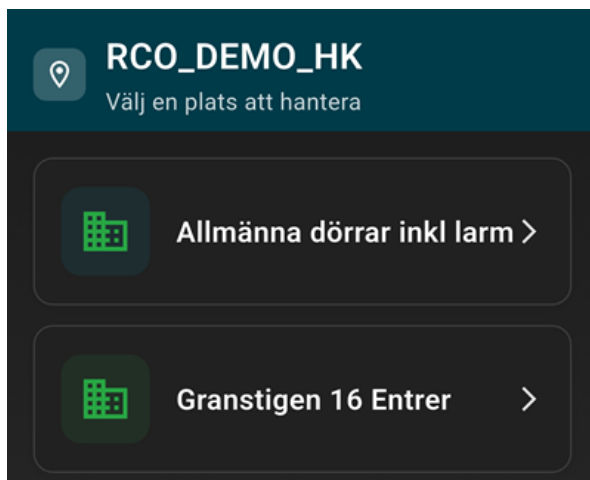 RCO_DEMO_HK
Välj en plats att hantera
Allmänna dörrar inkl larm
Granstigen 16 Entrer